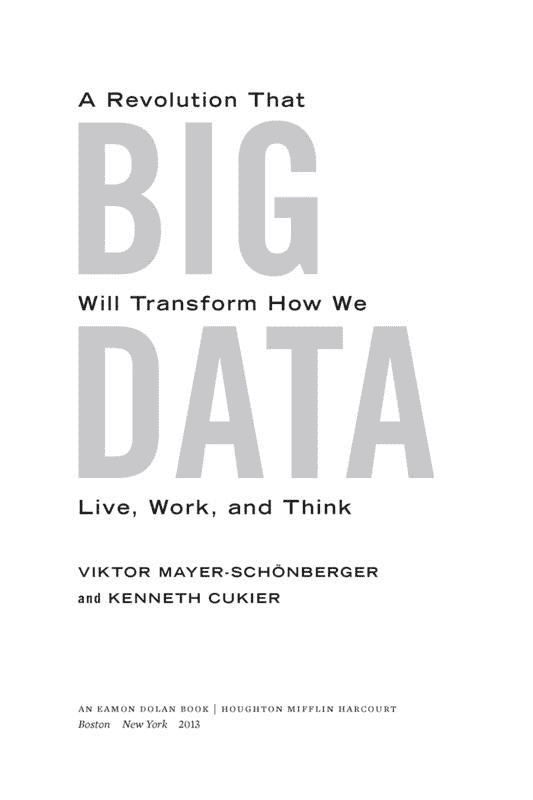 A Revolution That
BIG
Will Transform How We
DATA
Live, Work, and Think
VIKTOR MAYER-SCHÖNBERGER
and KENNETH CUKIER
AN EAMON DOLAN BOOK | HOUGHTON MIFFLIN HARCOURT
Boston New York 2013